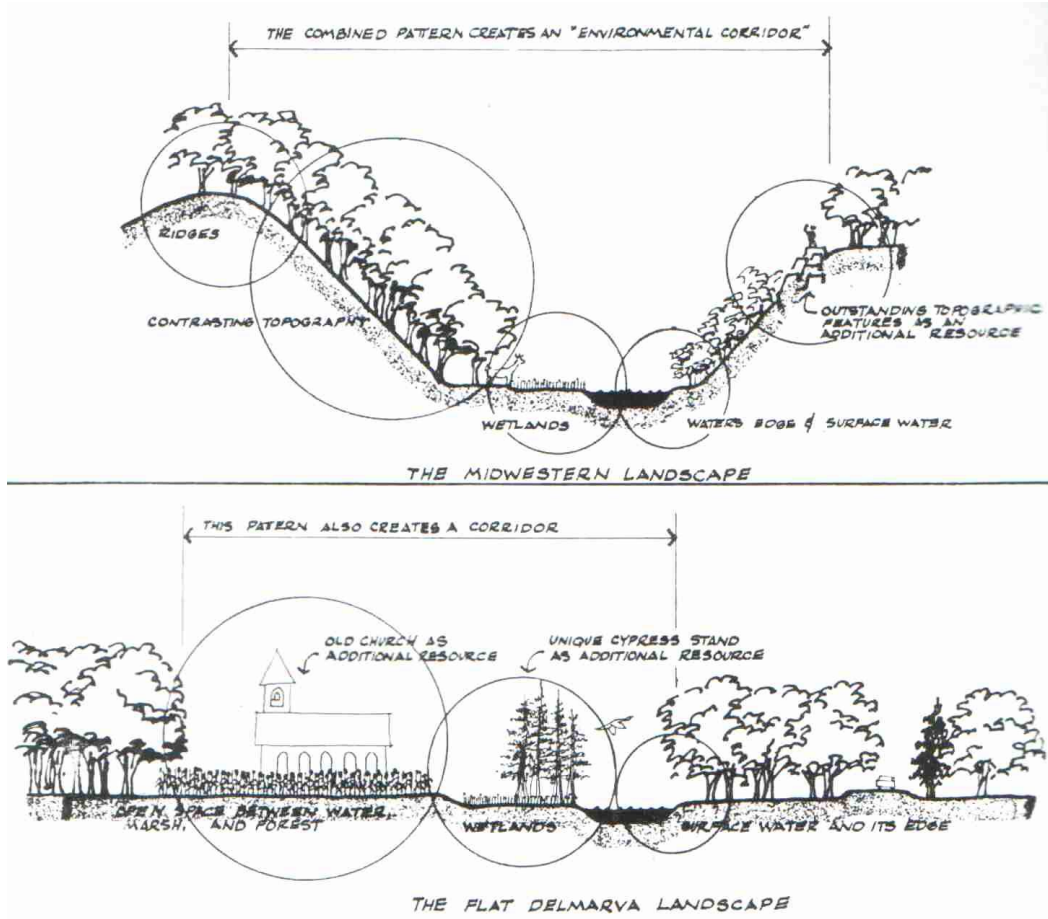 THE COMBINED PATTERN CREATES AN "ENVIRONMENTAL CORRIDOR"
RIDGES
CONTRASTING TOPOGRAPHY
OUTSTANDING TOPOGRAPHIC
FEATURES AS AN
ADDITIONAL RESOURCE
WETLANDS
WATERS EDGE & SURFACE WATER
THE MIDWESTERN LANDSCAPE
THIS PATERN ALSO CREATES A CORRIDOR
OLD CHURCH AS
ADDITIONAL RESOURCE
UNIQUE CYPRESS STAND
AS ADDITIONAL RESOURCE
OPEN SPACE BETWEEN WATER,
MARSH, AND FOREST
WETLANDS
SURFACE WATER AND ITS EDGE
THE FLAT DELMARVA LANDSCAPE